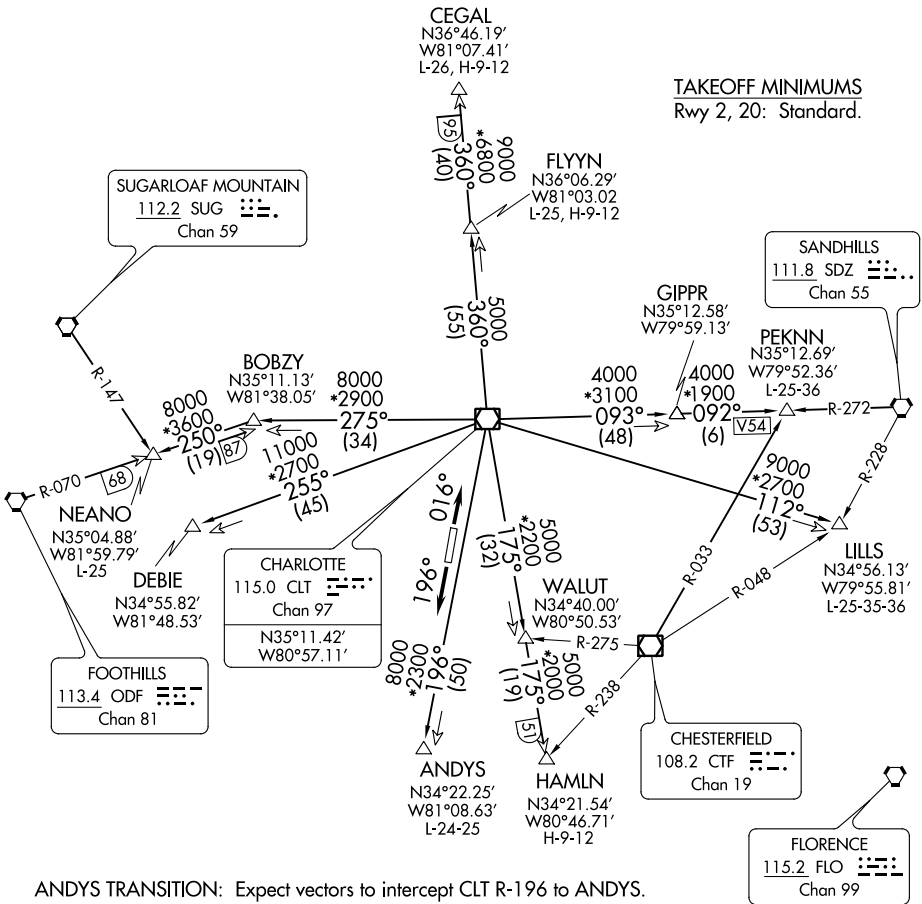 CEGAL
N36°46.19′
W81°07.41′
L-26, H-9-12
TAKEOFF MINIMUMS
Rwy 2, 20: Standard.
9000
*6800
360°
(40)
95
FLYYN
N36°06.29′
W81°03.02
L-25, H-9-12
SUGARLOAF MOUNTAIN
112.2 SUG
Chan 59
SANDHILLS
111.8 SDZ
Chan 55
5000
360°
(55)
GIPPR
N35°12.58′
W79°59.13′
PEKNN
N35°12.69′
W79°52.36′
L-25-36
R-147
BOBZY
N35°11.13′
W81°38.05′
8000
*2900
275°
(34)
4000
*3100
093°
(48)
4000
*1900
092°
(6)
V54
R-272
R-228
8000
*3600
250°
(19)
87
R-070
68
11000
*2700
255°
(45)
9000
*2700
112°
(53)
NEANO
N35°04.88′
W81°59.79′
L-25
DEBIE
N34°55.82′
W81°48.53′
016°
196°
CHARLOTTE
115.0 CLT
Chan 97
N35°11.42′
W80°57.11′
5000
*2200
175°
(32)
WALUT
N34°40.00′
W80°50.53′
R-033
R-048
LILLS
N34°56.13′
W79°55.81′
L-25-35-36
R-275
R-238
FOOTHILLS
113.4 ODF
Chan 81
8000
*2300
196°
(50)
5000
*2000
175°
(19)
51
CHESTERFIELD
108.2 CTF
Chan 19
ANDYS
N34°22.25′
W81°08.63′
L-24-25
HAMLN
N34°21.54′
W80°46.71′
H-9-12
FLORENCE
115.2 FLO
Chan 99
ANDYS TRANSITION: Expect vectors to intercept CLT R-196 to ANDYS.